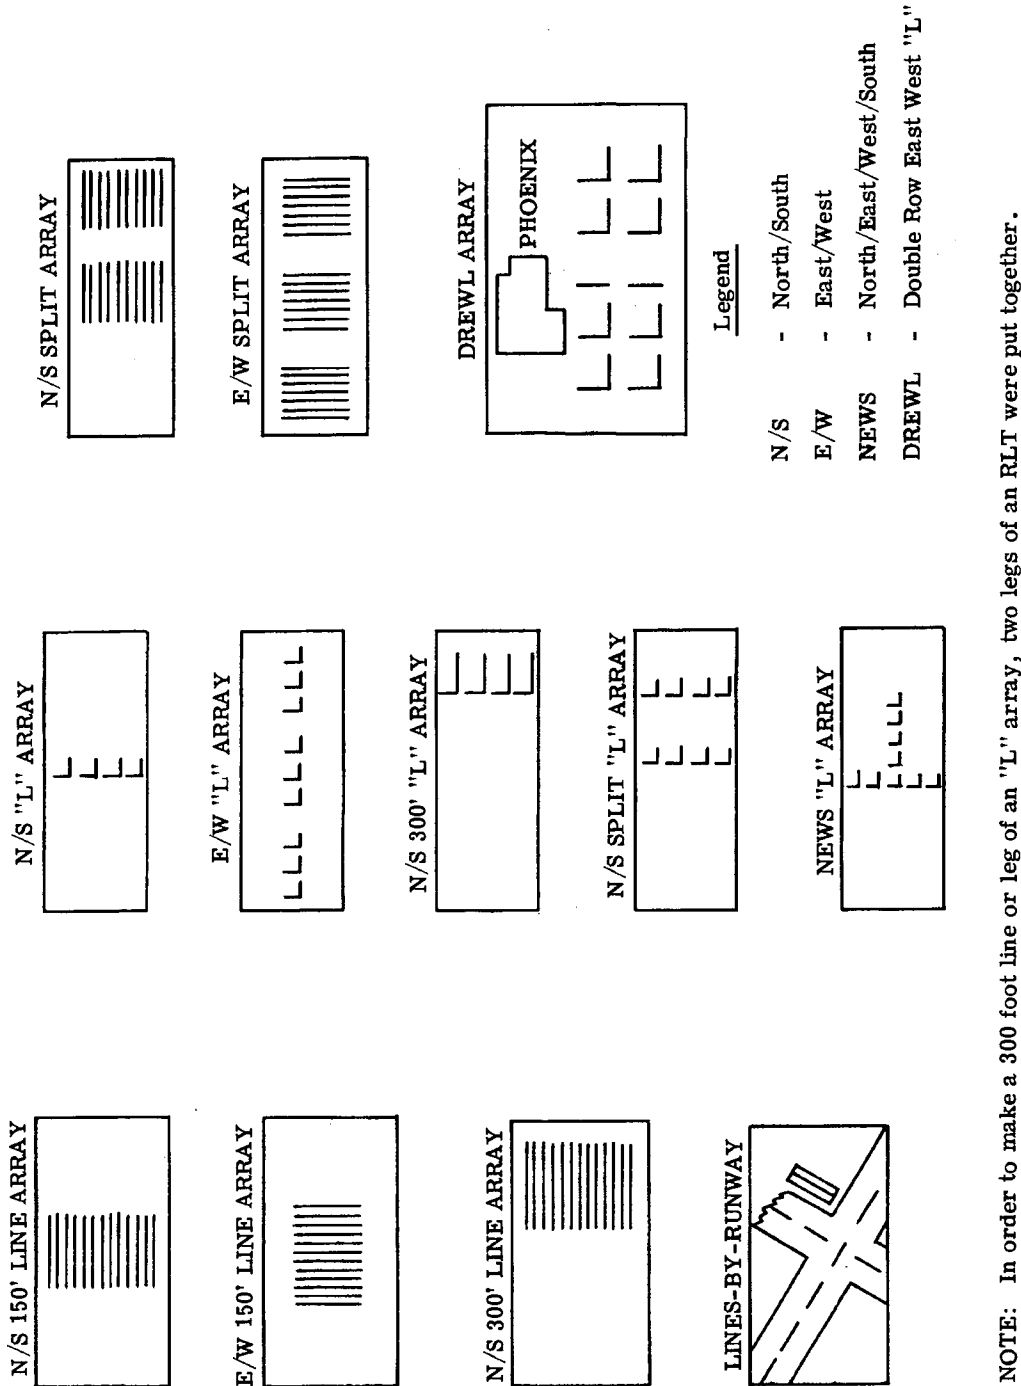 N/S 150' LINE ARRAY
N/S "L" ARRAY
N/S SPLIT ARRAY
E/W 150' LINE ARRAY
E/W "L" ARRAY
E/W SPLIT ARRAY
N/S 300' LINE ARRAY
N/S 300' "L" ARRAY
DREWL ARRAY
PHOENIX
LINES-BY-RUNWAY
N/S SPLIT "L" ARRAY
NEWS "L" ARRAY
Legend
N/S - North/South
E/W - East/West
NEWS - North/East/West/South
DREWL - Double Row East West "L"
NOTE: In order to make a 300 foot line or leg of an "L" array, two legs of an RLT were put together.